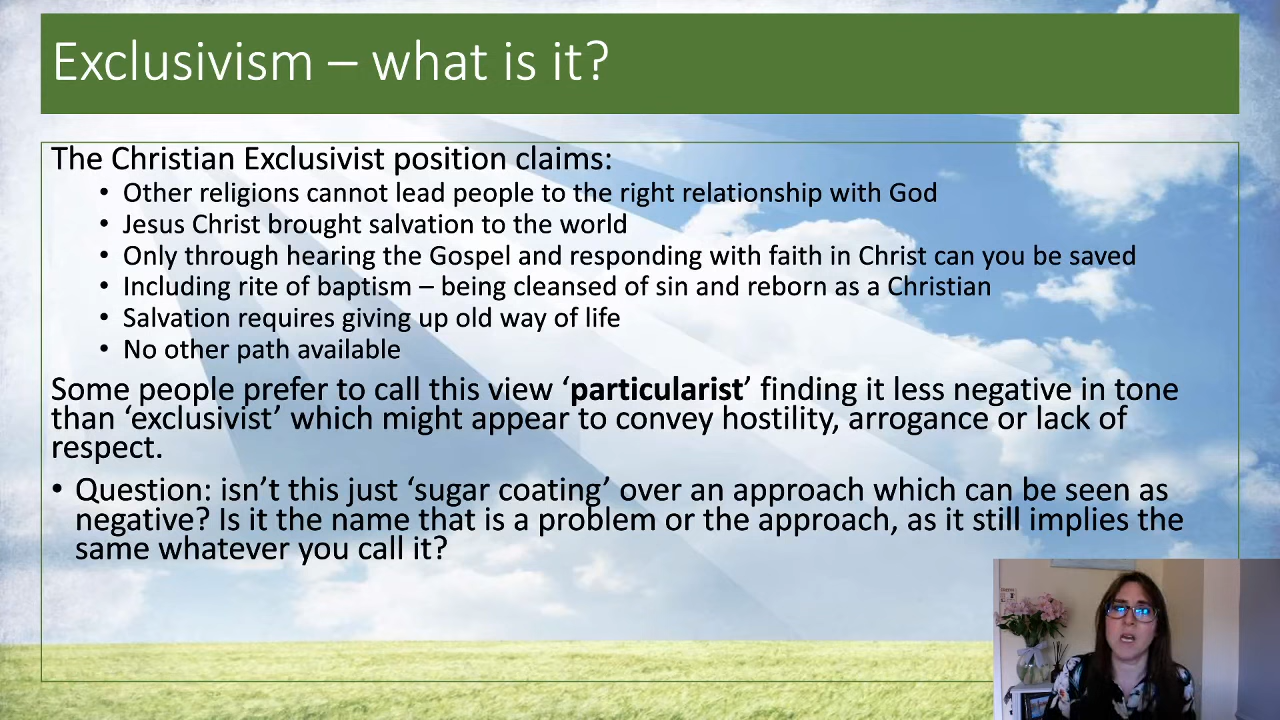 Exclusivism – what is it?
The Christian Exclusivist position claims:
• Other religions cannot lead people to the right relationship with God
• Jesus Christ brought salvation to the world
• Only through hearing the Gospel and responding with faith in Christ can you be saved
• Including rite of baptism – being cleansed of sin and reborn as a Christian
• Salvation requires giving up old way of life
• No other path available
Some people prefer to call this view ‘particularist’ finding it less negative in tone
than ‘exclusivist’ which might appear to convey hostility, arrogance or lack of
respect.
• Question: isn’t this just ‘sugar coating’ over an approach which can be seen as
negative? Is it the name that is a problem or the approach, as it still implies the
same whatever you call it?